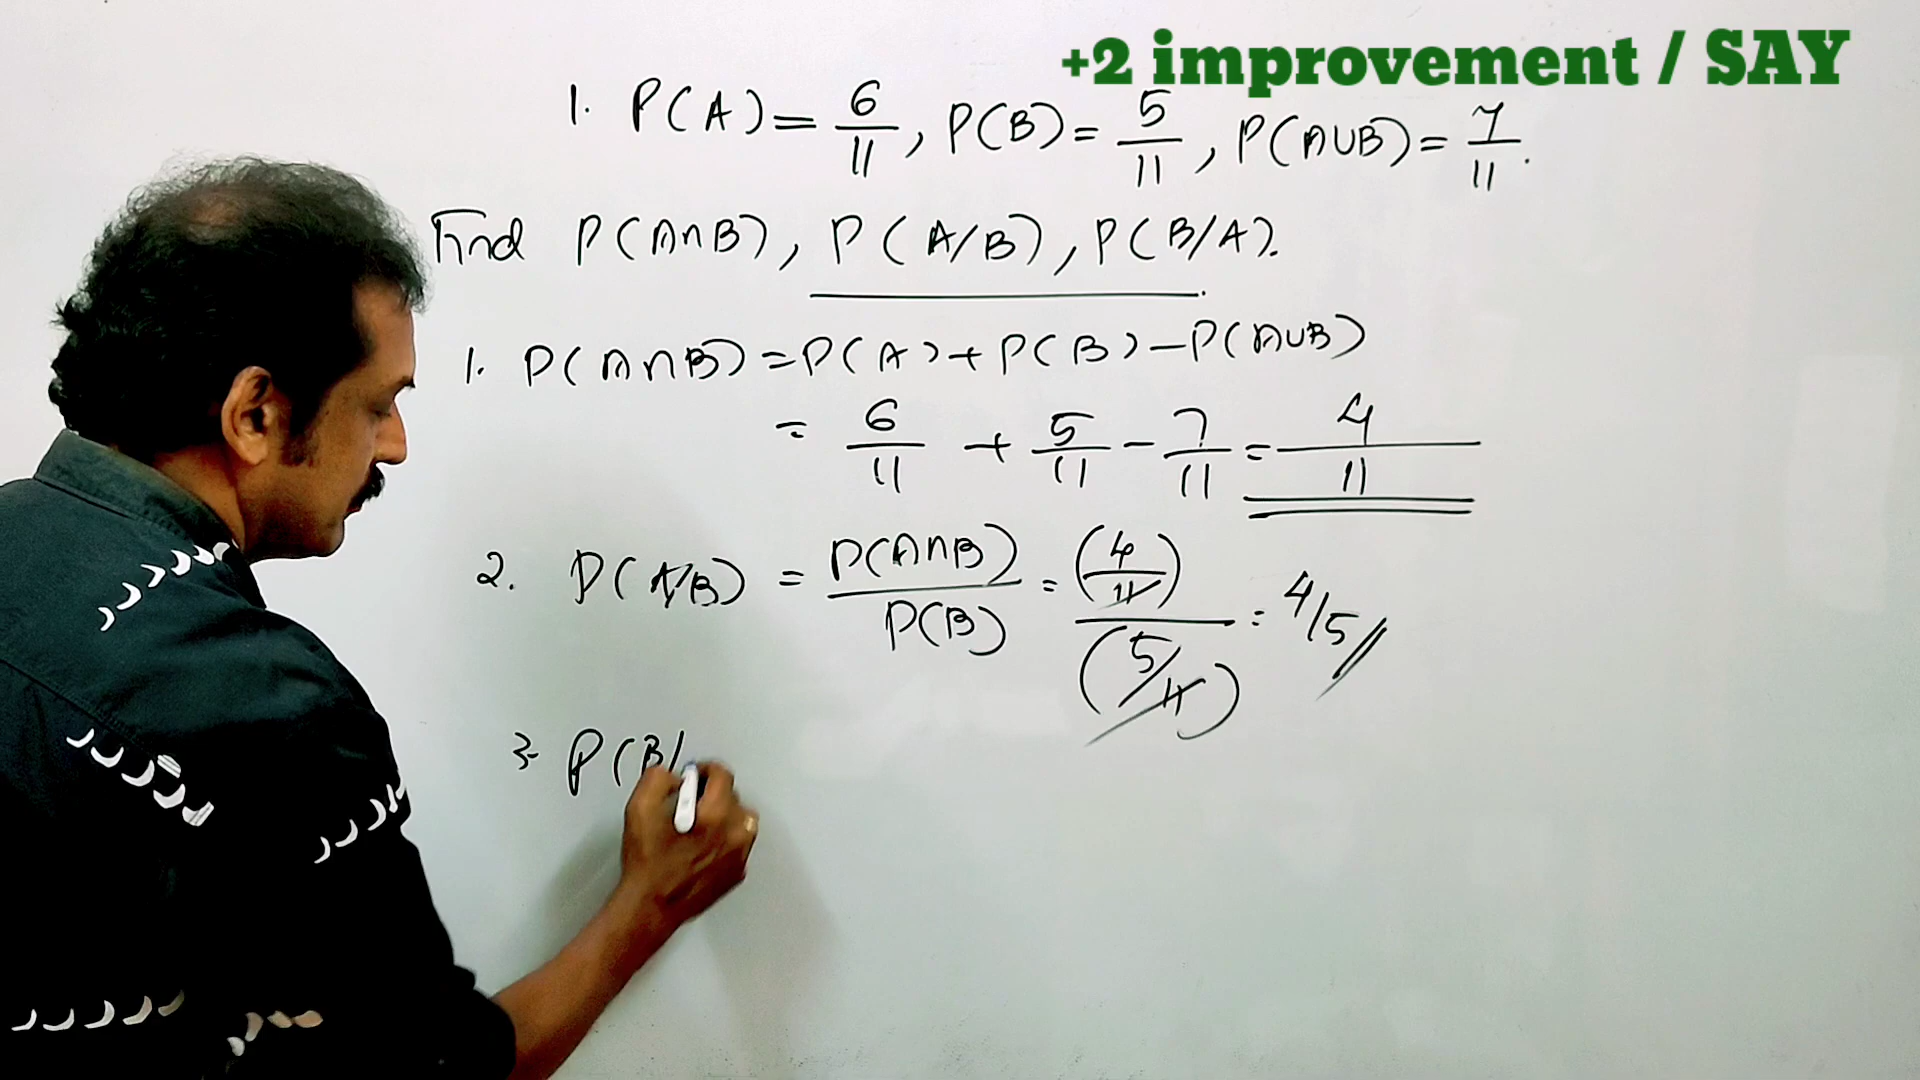 +2 improvement / SAY
1. P(A) = 6/11, P(B) = 5/11, P(A∪B) = 7/11.
Find P(A∩B), P(A/B), P(B/A).
1. P(A∩B) = P(A) + P(B) - P(A∪B)
= 6/11 + 5/11 - 7/11 = 4/11
2. P(A/B) = P(A∩B)/P(B) = (4/11)/(5/11) = 4/5//
3- P(B/